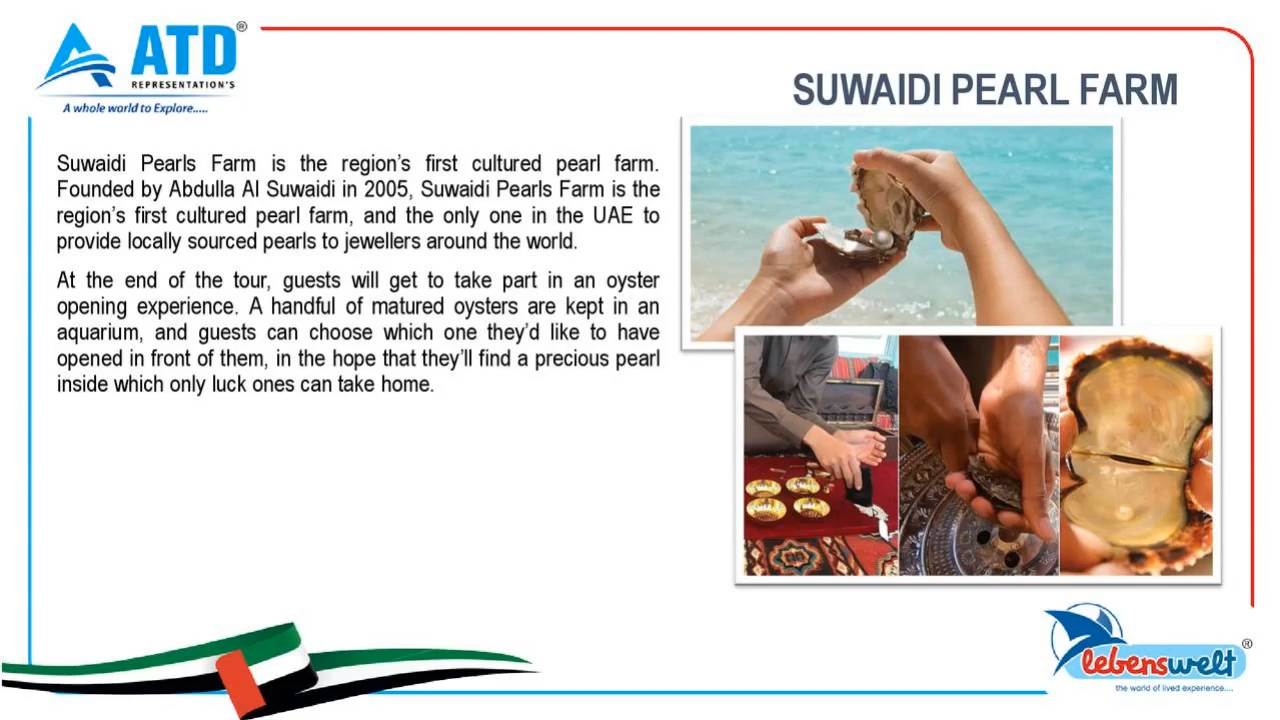 ATD®
REPRESENTATION'S
A whole world to Explore.....
SUWAIDI PEARL FARM
Suwaidi Pearls Farm is the region’s first cultured pearl farm.
Founded by Abdulla Al Suwaidi in 2005, Suwaidi Pearls Farm is the
region’s first cultured pearl farm, and the only one in the UAE to
provide locally sourced pearls to jewellers around the world.
At the end of the tour, guests will get to take part in an oyster
opening experience. A handful of matured oysters are kept in an
aquarium, and guests can choose which one they’d like to have
opened in front of them, in the hope that they’ll find a precious pearl
inside which only luck ones can take home.
lebenswelt®
the world of lived experience....